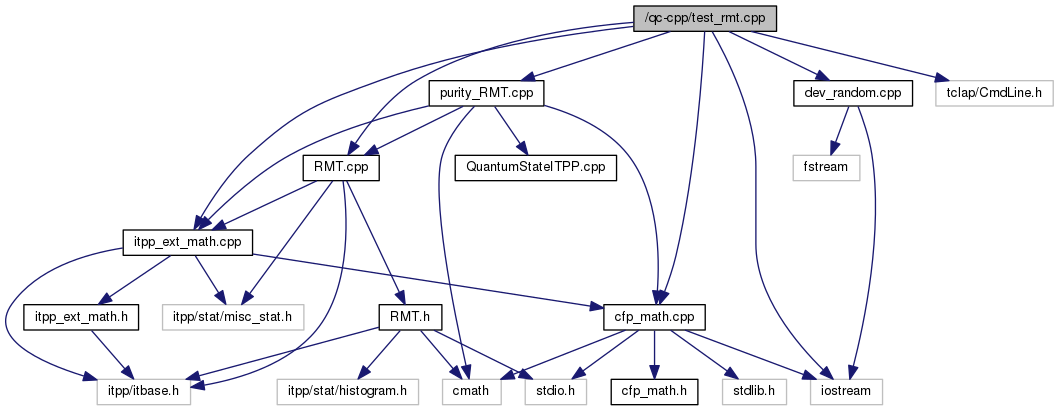 /qc-cpp/test_rmt.cpp
purity_RMT.cpp
dev_random.cpp
tclap/CmdLine.h
RMT.cpp
QuantumStateITPP.cpp
fstream
itpp_ext_math.cpp
itpp_ext_math.h
itpp/stat/misc_stat.h
RMT.h
cfp_math.cpp
itpp/itbase.h
itpp/stat/histogram.h
cmath
stdio.h
cfp_math.h
stdlib.h
iostream